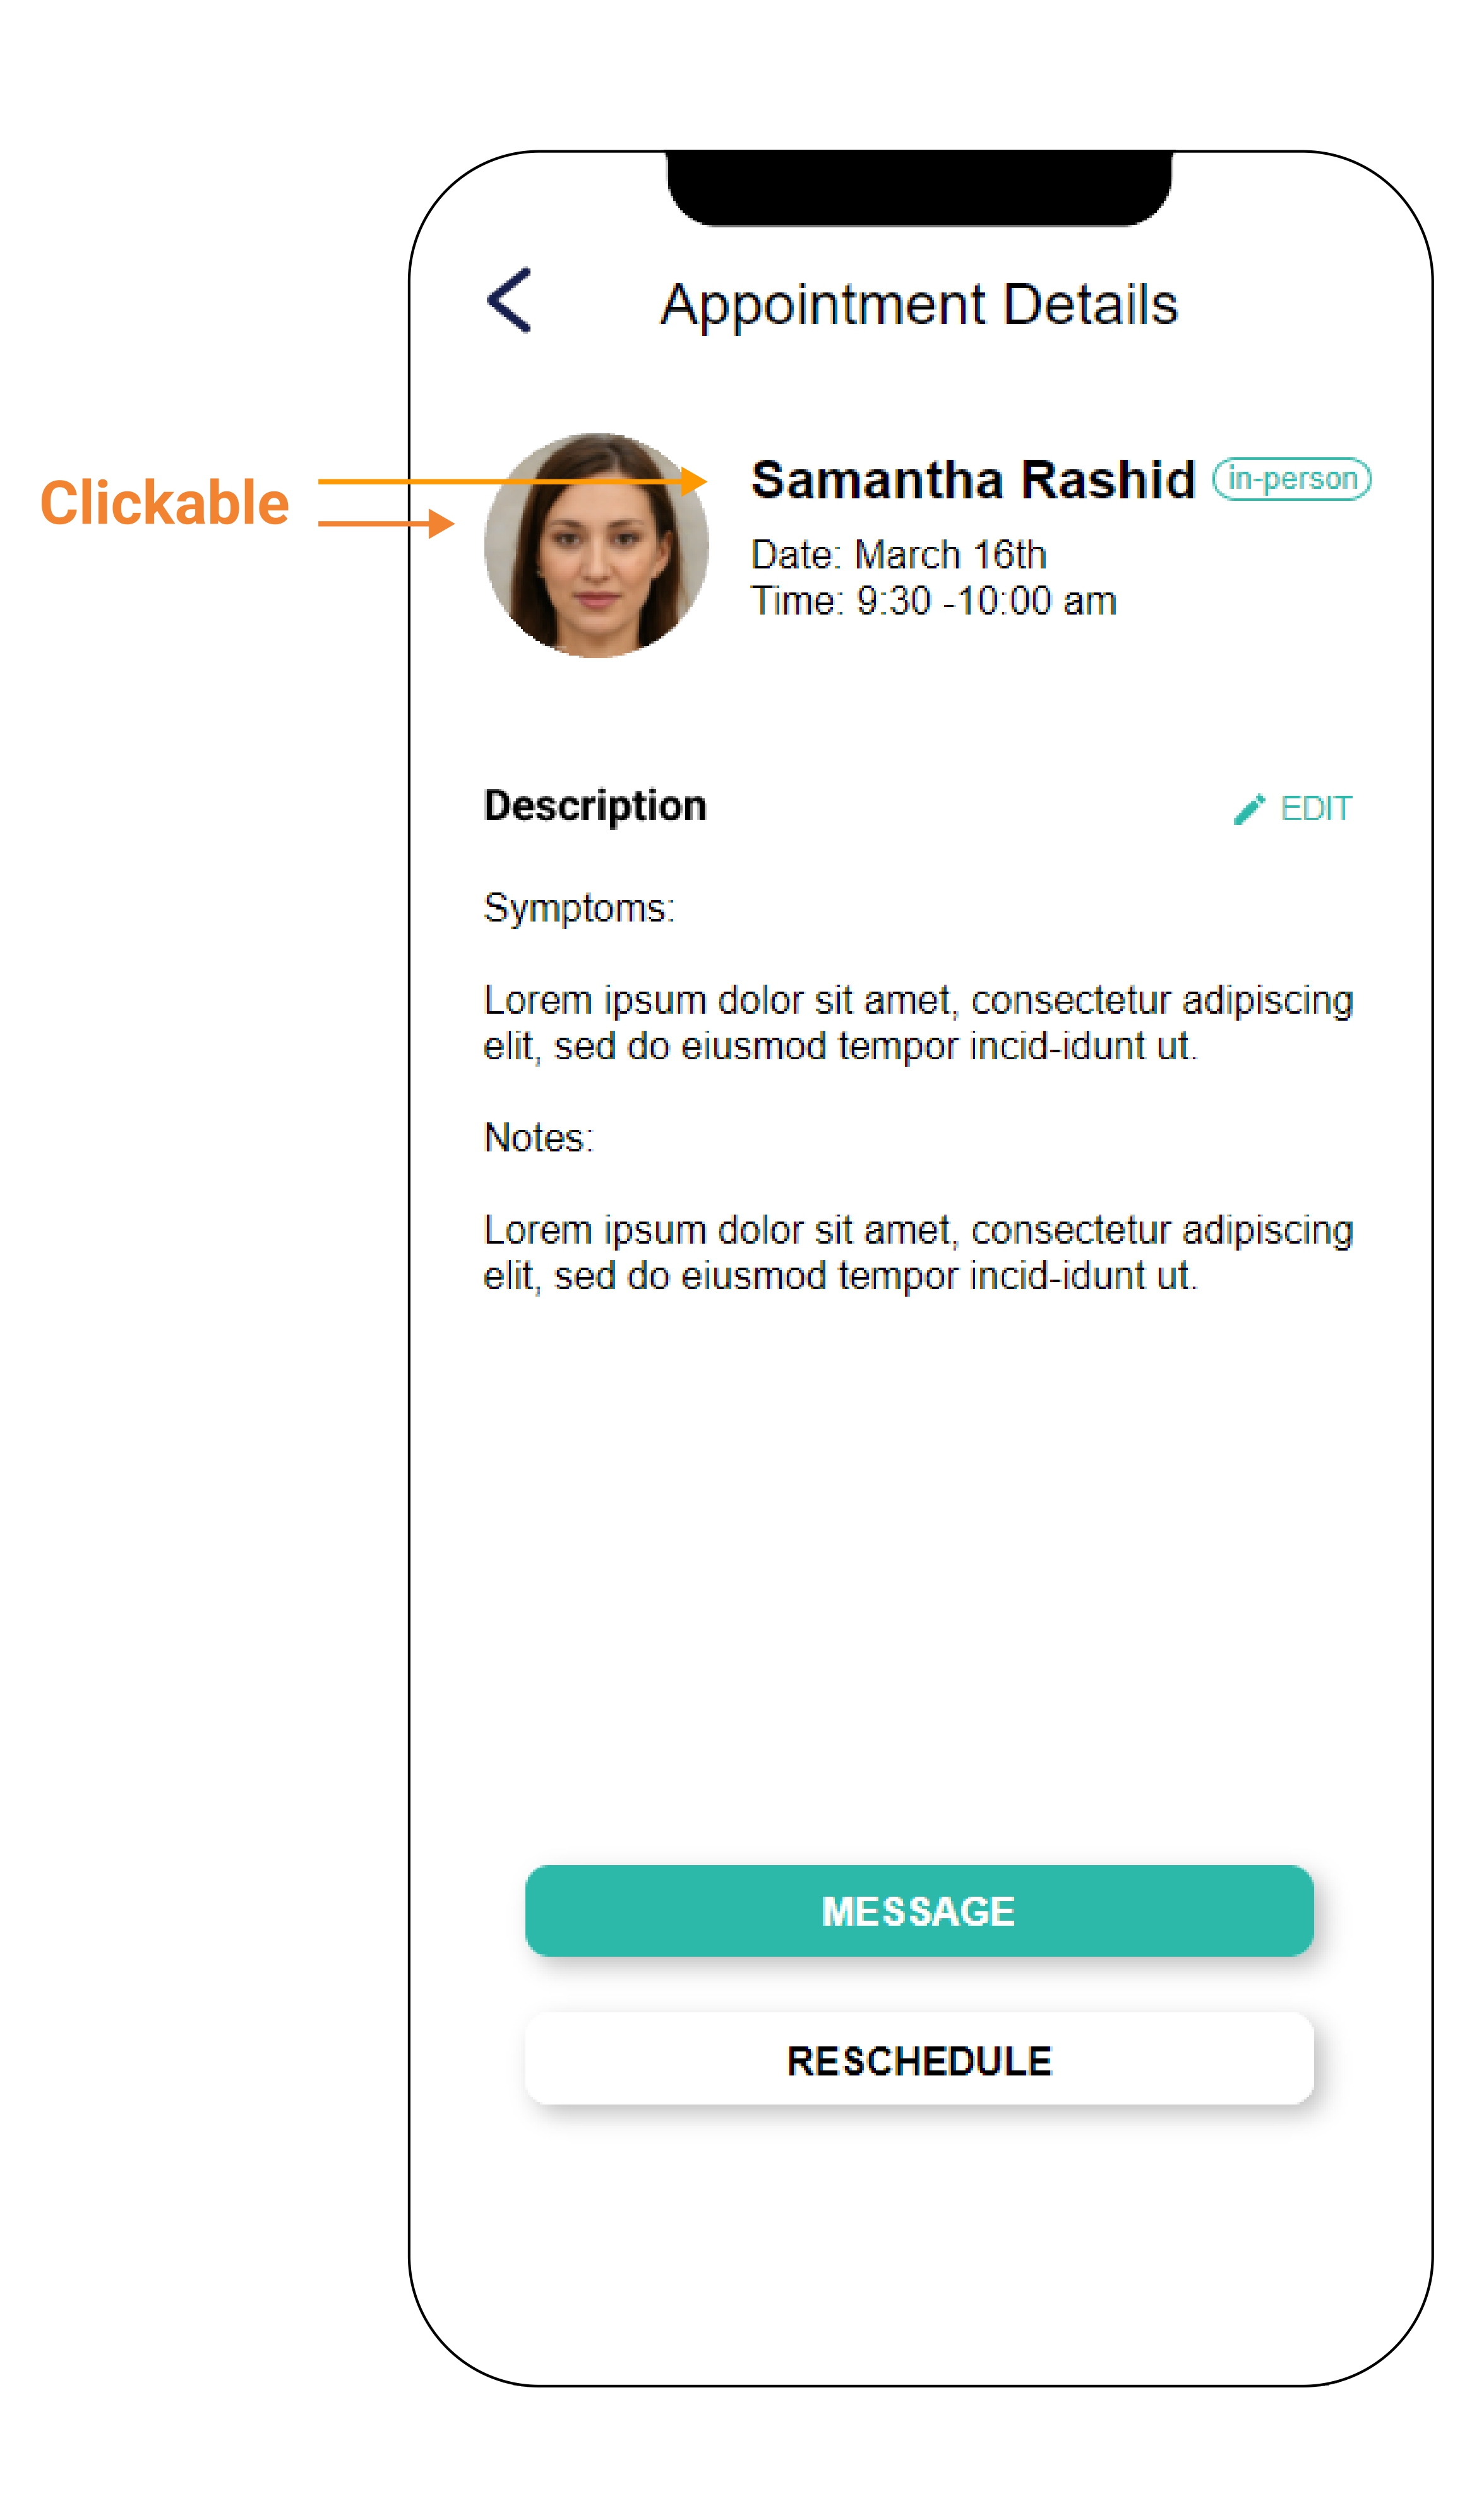 Appointment Details
Clickable
Samantha Rashid in-person
Date: March 16th
Time: 9:30 -10:00 am
Description EDIT
Symptoms:
Lorem ipsum dolor sit amet, consectetur adipiscing
elit, sed do eiusmod tempor incid-idunt ut.
Notes:
Lorem ipsum dolor sit amet, consectetur adipiscing
elit, sed do eiusmod tempor incid-idunt ut.
MESSAGE
RESCHEDULE